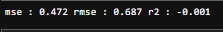 mse : 0.472 rmse : 0.687 r2 : -0.001